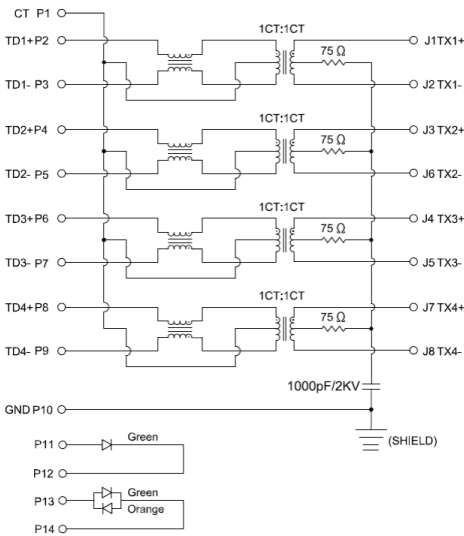 CT P1
1CT:1CT
TD1+P2
75 Ω
J1TX1+
TD1- P3
J2 TX1-
1CT:1CT
TD2+P4
75 Ω
J3 TX2+
TD2- P5
J6 TX2-
1CT:1CT
TD3+P6
75 Ω
J4 TX3+
TD3- P7
J5 TX3-
1CT:1CT
TD4+P8
75 Ω
J7 TX4+
TD4- P9
J8 TX4-
1000pF/2KV
GND P10
(SHIELD)
P11
Green
P12
P13
Green
Orange
P14